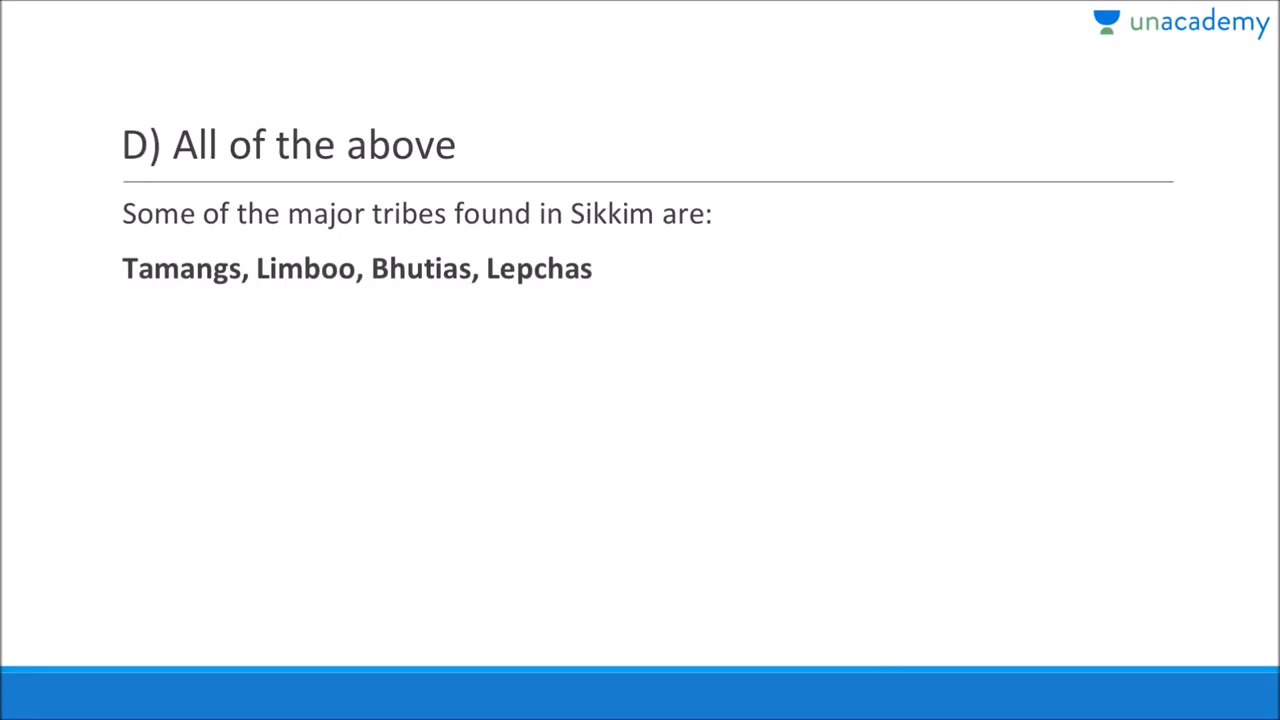 unacademy
D) All of the above
Some of the major tribes found in Sikkim are:
Tamangs, Limboo, Bhutias, Lepchas